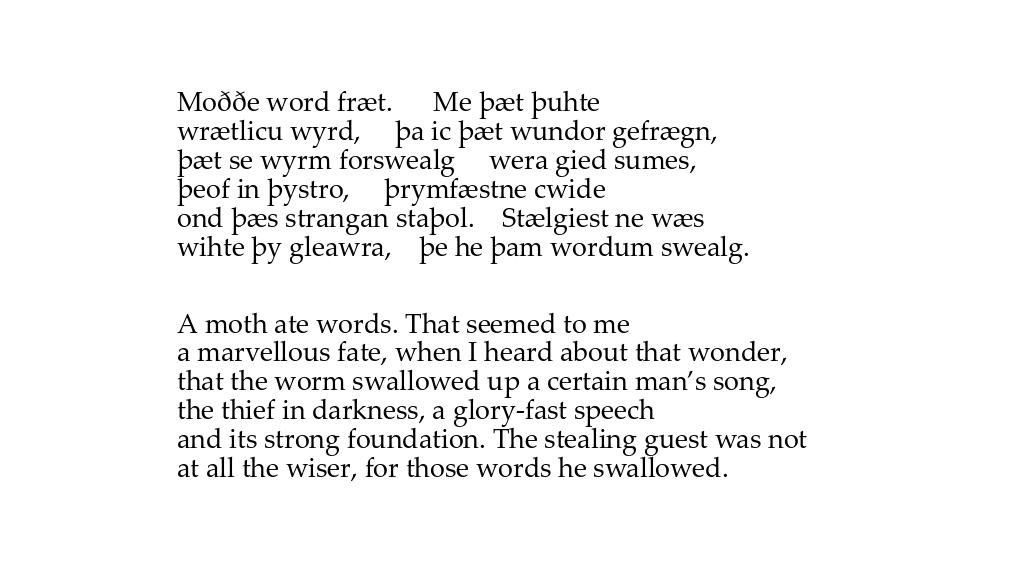 Moððe word fræt. Me þæt þuhte
wrætlicu wyrd, þa ic þæt wundor gefrægn,
þæt se wyrm forswealg wera gied sumes,
þeof in þystro, þrymfæstne cwide
ond þæs strangan staþol. Stælgiest ne wæs
wihte þy gleawra, þe he þam wordum swealg.
A moth ate words. That seemed to me
a marvellous fate, when I heard about that wonder,
that the worm swallowed up a certain man’s song,
the thief in darkness, a glory-fast speech
and its strong foundation. The stealing guest was not
at all the wiser, for those words he swallowed.